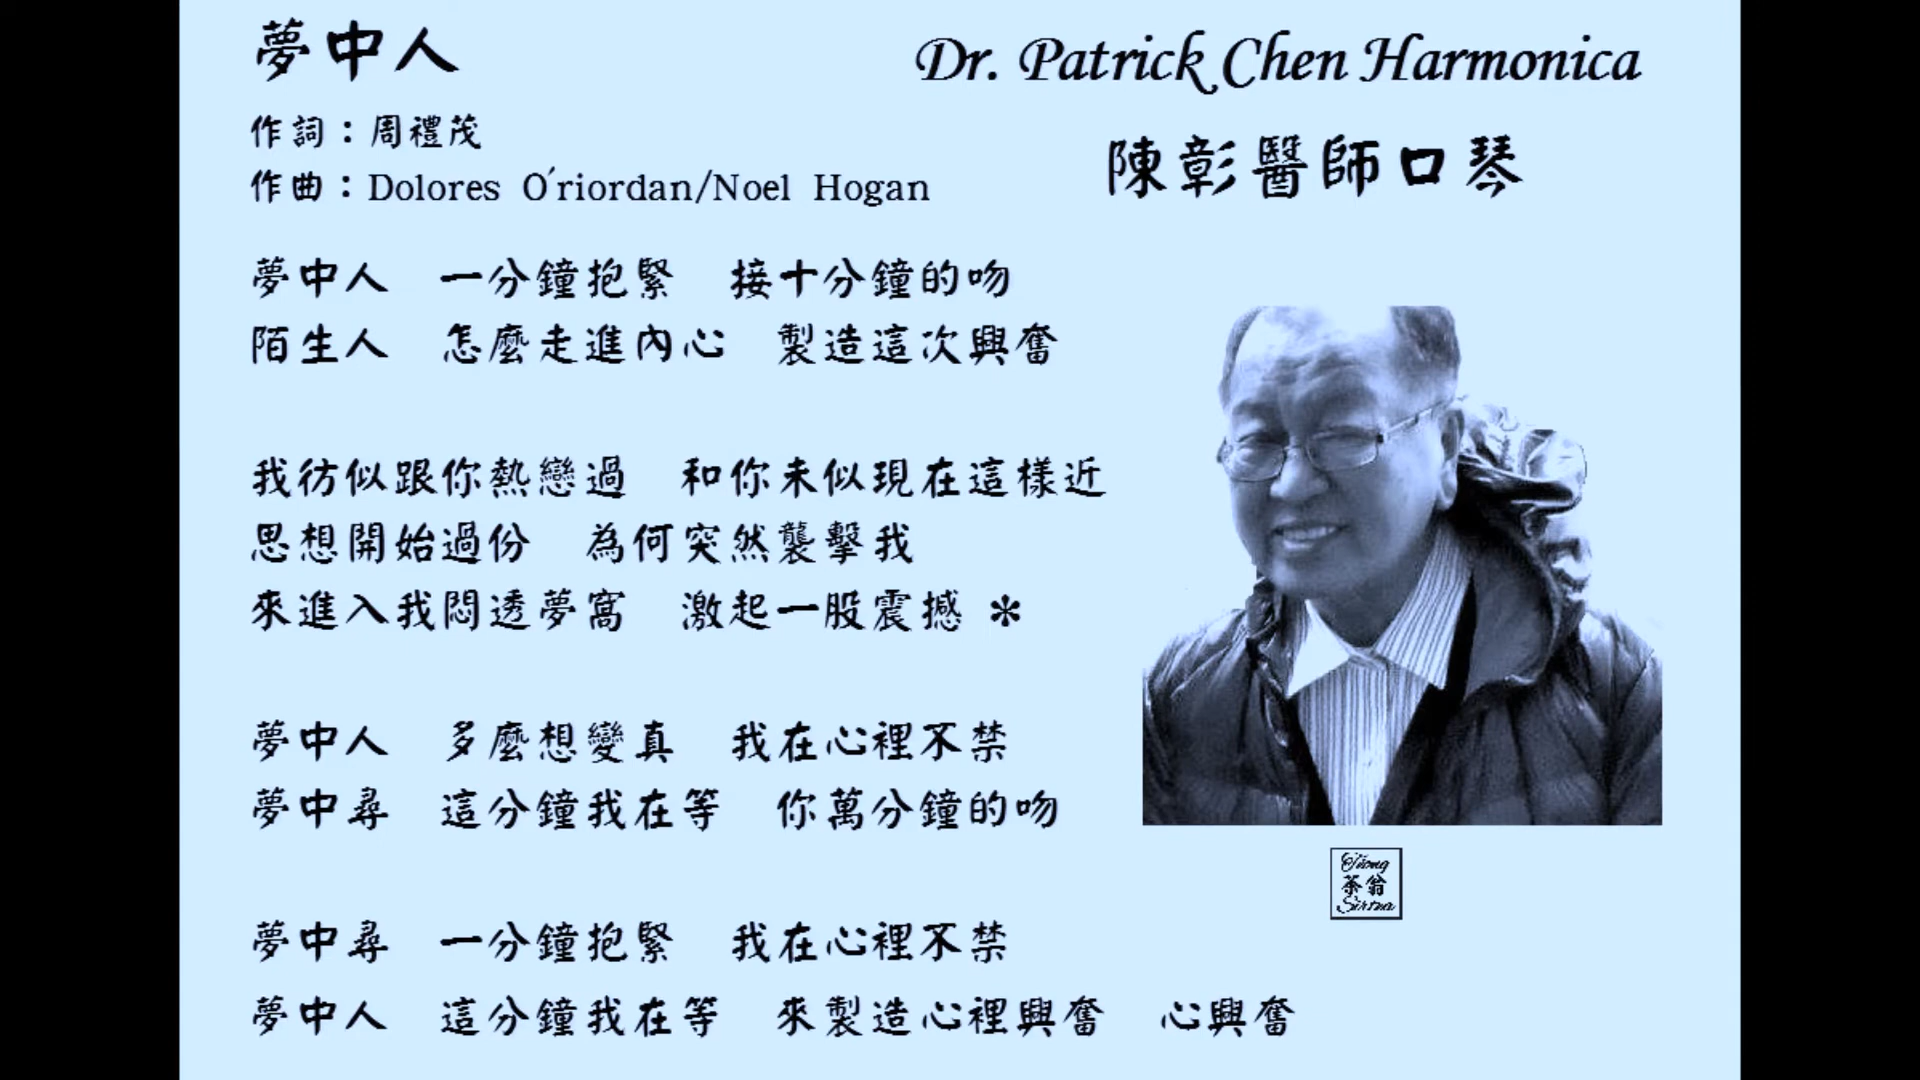 夢中人
Dr. Patrick Chen Harmonica
作詞：周禮茂
陳彰醫師口琴
作曲：Dolores O'riordan/Noel Hogan
夢中人　一分鐘抱緊　接十分鐘的吻
陌生人　怎麼走進內心　製造這次興奮
我彷似跟你熱戀過　和你未似現在這樣近
思想開始過份　為何突然襲擊我
來進入我悶透夢窩　激起一股震撼 *
夢中人　多麼想變真　我在心裡不禁
夢中尋　這分鐘我在等　你萬分鐘的吻
夢中尋　一分鐘抱緊　我在心裡不禁
夢中人　這分鐘我在等　來製造心裡興奮　心興奮
茶翁